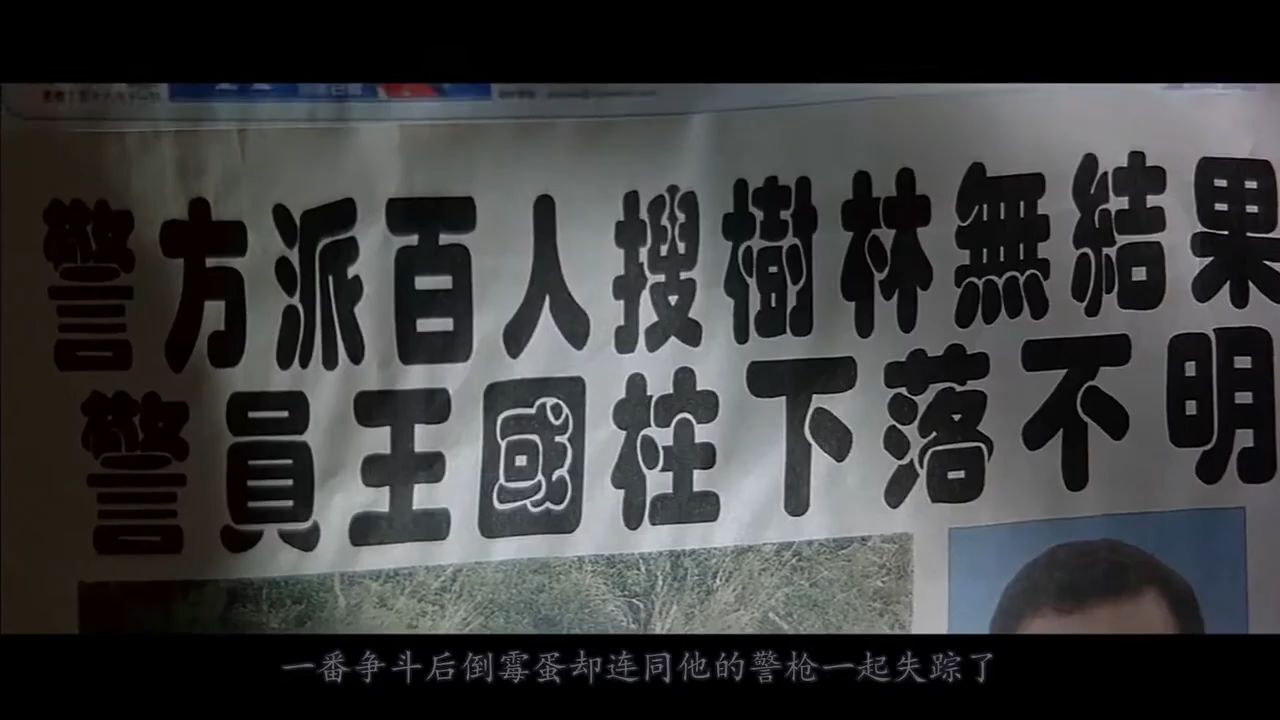 警方派百人搜樹林無結果
警員王國柱下落不明
一番争斗后倒霉蛋却连同他的警枪一起失踪了